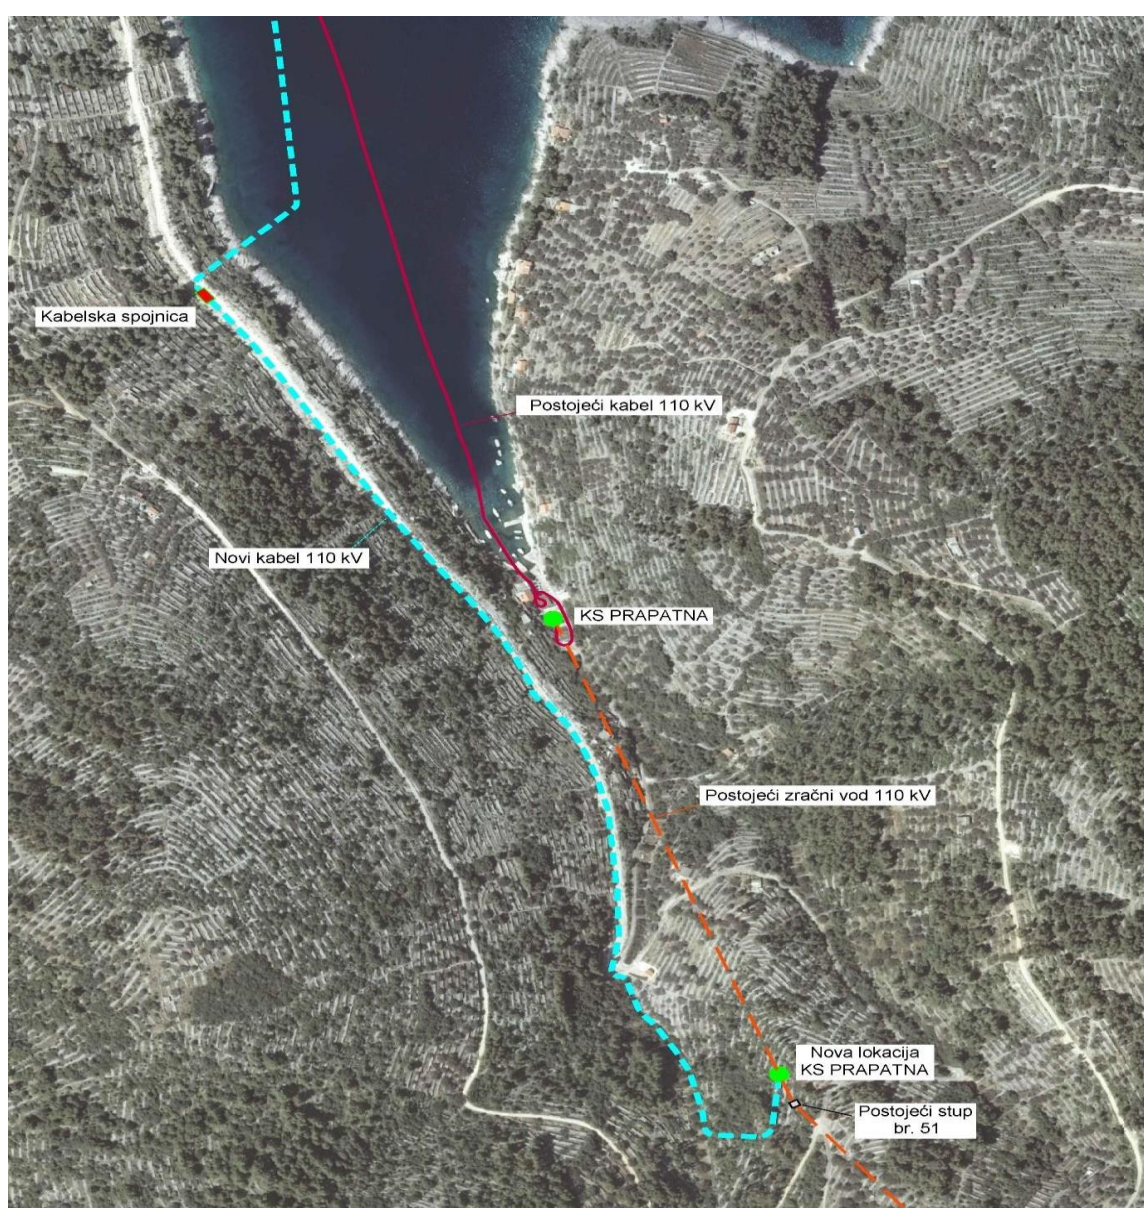 Kabelska spojnica
Postojeći kabel 110 kV
Novi kabel 110 kV
KS PRAPATNA
Postojeći zračni vod 110 kV
Nova lokacija
KS PRAPATNA
Postojeći stup
br. 51